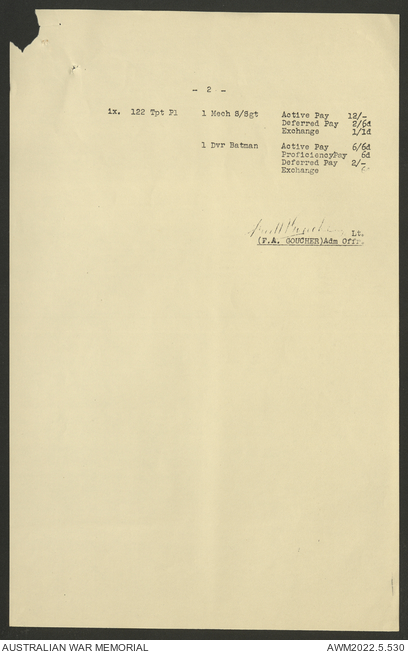 - 2 -
ix. 122 Tpt Pl 1 Mech S/Sgt Active Pay 12/-
Deferred Pay 2/6d
Exchange 1/1d
1 Dvr Batman Active Pay 6/6d
ProficiencyPay 6d
Deferred Pay 2/-
Exchange
Lt.
(F.A. GOUCHER)Adm Offr.
AUSTRALIAN WAR MEMORIAL AWM2022.5.530